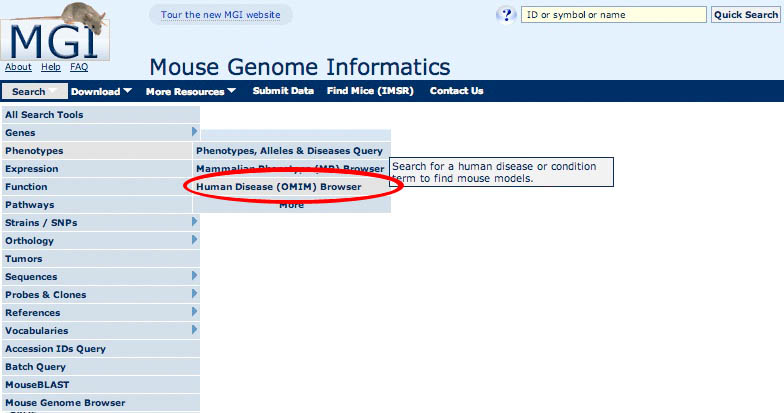 Tour the new MGI website
ID or symbol or name
Quick Search
MGI
About Help FAQ
Mouse Genome Informatics
Search Download More Resources Submit Data Find Mice (IMSR) Contact Us
All Search Tools
Genes
Phenotypes
Phenotypes, Alleles & Diseases Query
Expression
Mammalian Phenotype (MP) Browser
Search for a human disease or condition
term to find mouse models.
Function
Human Disease (OMIM) Browser
Pathways
More
Strains / SNPs
Orthology
Tumors
Sequences
Probes & Clones
References
Vocabularies
Accession IDs Query
Batch Query
MouseBLAST
Mouse Genome Browser